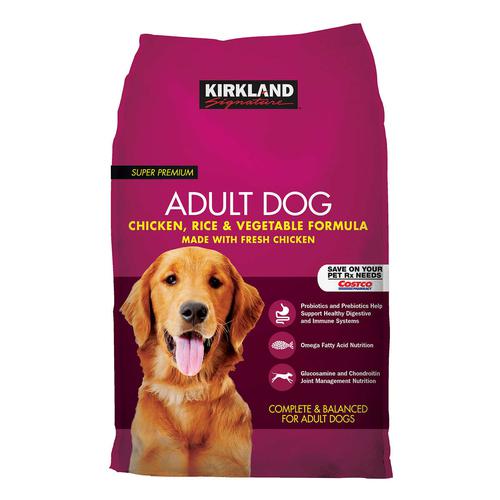 KIRKLAND
Signature
SUPER PREMIUM
ADULT DOG
CHICKEN, RICE & VEGETABLE FORMULA
MADE WITH FRESH CHICKEN
SAVE ON YOUR
PET Rx NEEDS
COSTCO
PHARMACY
Probiotics and Prebiotics Help
Support Healthy Digestive
and Immune Systems
Omega Fatty Acid Nutrition
Glucosamine and Chondroitin
Joint Management Nutrition
COMPLETE & BALANCED
FOR ADULT DOGS